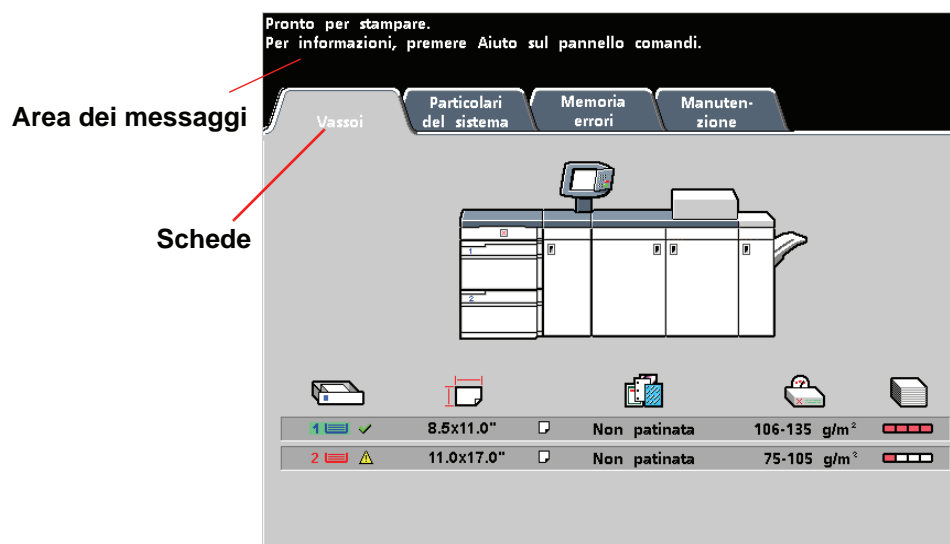 Pronto per stampare.
Per informazioni, premere Aiuto sul pannello comandi.
Area dei messaggi
Vassoi
Particolari
del sistema
Memoria
errori
Manuten-
zione
Schede
1
2
1 8.5x11.0" Non patinata 106-135 g/m²
2 11.0x17.0" Non patinata 75-105 g/m²